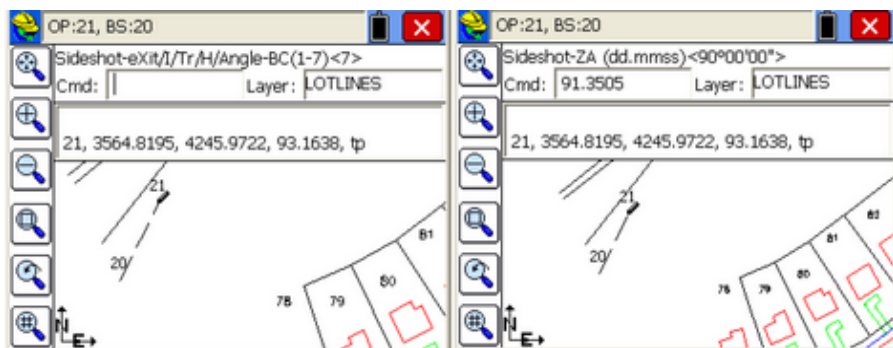 OP:21, BS:20
Sideshot-eXit/I/Tr/H/Angle-BC(1-7)<7>
Cmd: Layer: LOTLINES
21, 3564.8195, 4245.9722, 93.1638, tp
21
20
81
80
79
78
N
E
OP:21, BS:20
Sideshot-ZA (dd.mmss)<90°00'00">
Cmd: 91.3505 Layer: LOTLINES
21, 3564.8195, 4245.9722, 93.1638, tp
21
20
82
81
80
79
78
N
E